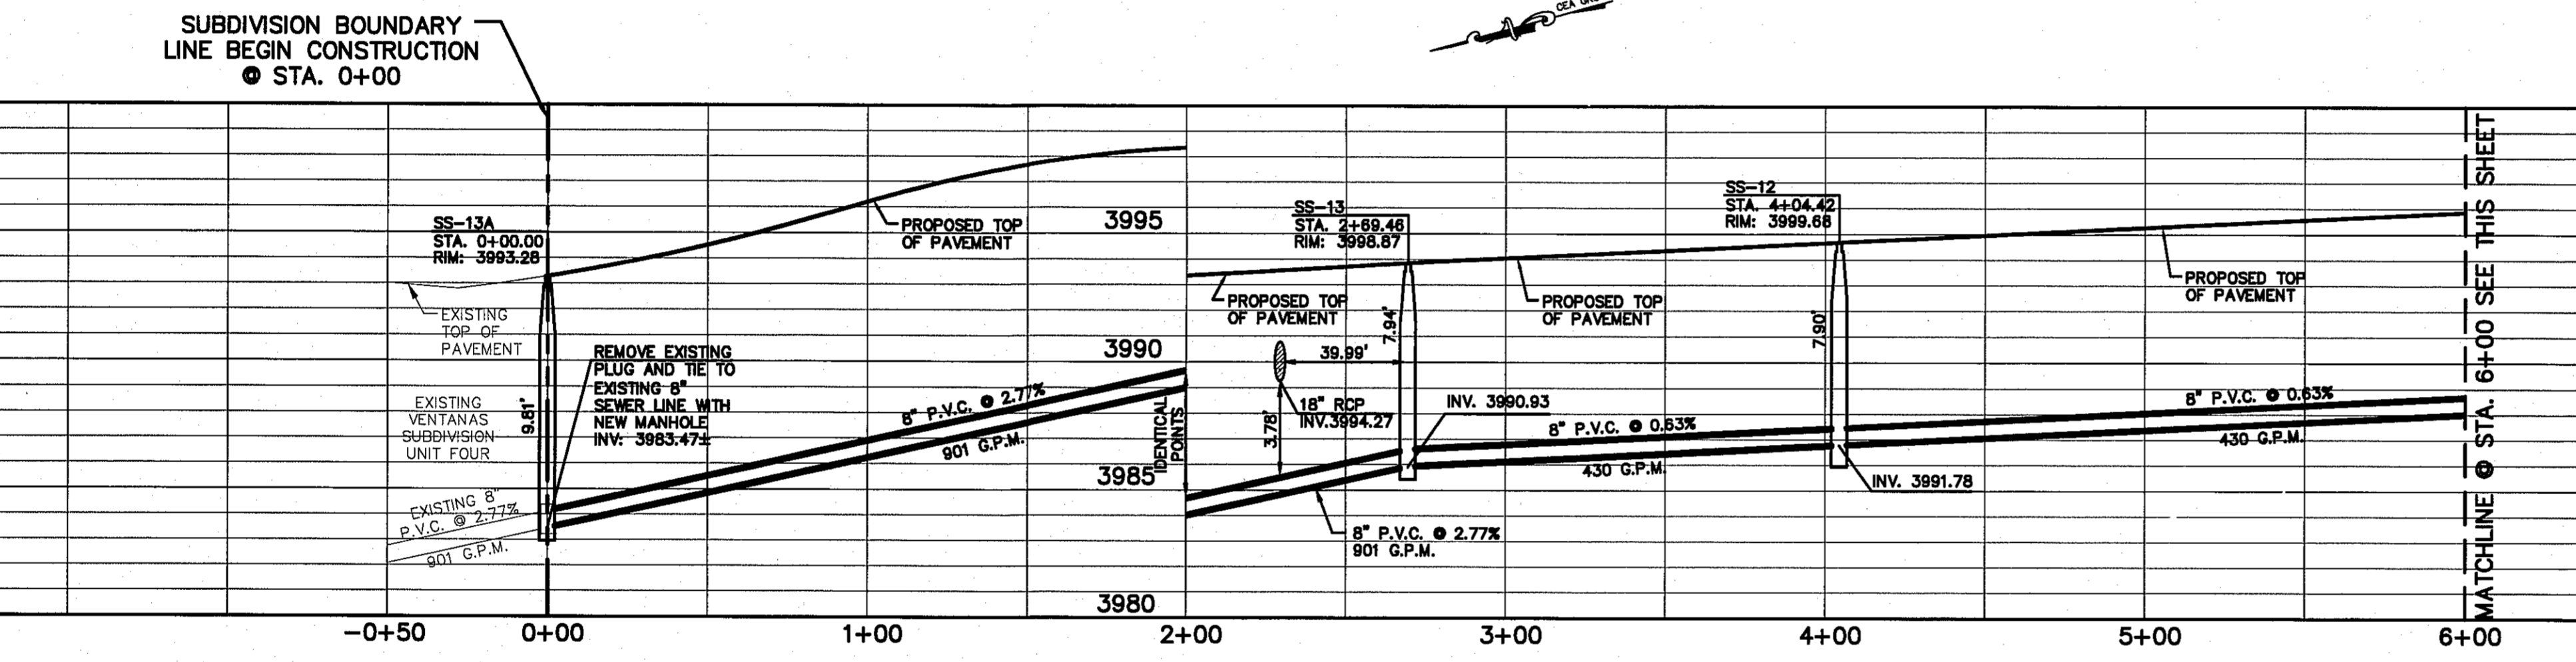 CEA
SUBDIVISION BOUNDARY
LINE BEGIN CONSTRUCTION
@ STA. 0+00
SS-13A
STA. 0+00.00
RIM: 3993.28
EXISTING
TOP OF
PAVEMENT
EXISTING
VENTANAS
SUBDIVISION
UNIT FOUR
9.81'
REMOVE EXISTING
PLUG AND TIE TO
EXISTING 8"
SEWER LINE WITH
NEW MANHOLE
INV: 3983.47±
EXISTING 8"
P.V.C. @ 2.77%
901 G.P.M.
PROPOSED TOP
OF PAVEMENT
8" P.V.C. @ 2.77%
901 G.P.M.
3995
3990
3985
3980
IDENTICAL
POINTS
PROPOSED TOP
OF PAVEMENT
SS-13
STA. 2+69.46
RIM: 3998.87
7.94'
39.99'
3.78'
18" RCP
INV.3994.27
8" P.V.C. @ 2.77%
901 G.P.M.
INV. 3990.93
PROPOSED TOP
OF PAVEMENT
8" P.V.C. @ 0.63%
430 G.P.M.
SS-12
STA. 4+04.42
RIM: 3999.68
7.90'
INV. 3991.78
PROPOSED TOP
OF PAVEMENT
8" P.V.C. @ 0.63%
430 G.P.M.
MATCHLINE @ STA. 6+00 SEE THIS SHEET
-0+50
0+00
1+00
2+00
3+00
4+00
5+00
6+00